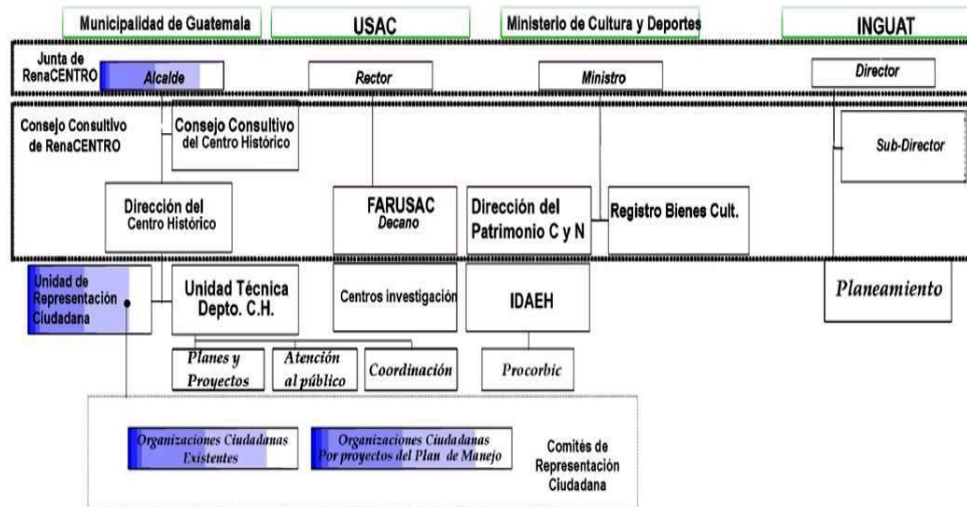 Municipalidad de Guatemala
USAC
Ministerio de Cultura y Deportes
INGUAT
Junta de
RenaCENTRO
Alcalde
Rector
Ministro
Director
Consejo Consultivo
de RenaCENTRO
Consejo Consultivo
del Centro Histórico
Sub-Director
Dirección del
Centro Histórico
FARUSAC
Decano
Dirección del
Patrimonio C y N
Registro Bienes Cult.
Unidad de
Representación
Ciudadana
Unidad Técnica
Depto. C.H.
Centros investigación
IDAEH
Planeamiento
Planes y
Proyectos
Atención
al público
Coordinación
Procorbic
Organizaciones Ciudadanas
Existentes
Organizaciones Ciudadanas
Por proyectos del Plan de Manejo
Comités de
Representación
Ciudadana